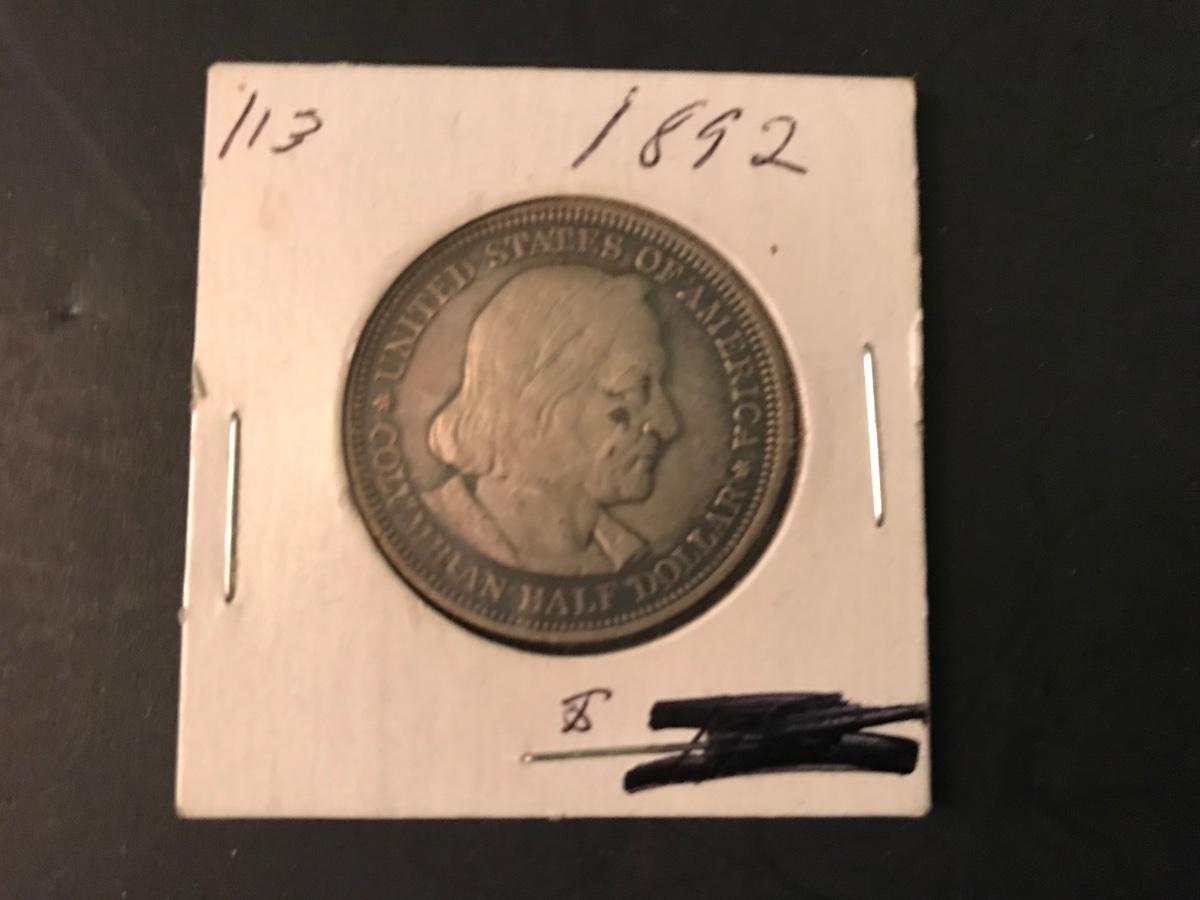 113 1892
UNITED STATES OF AMERICA
★ COLUMBIAN HALF DOLLAR ★